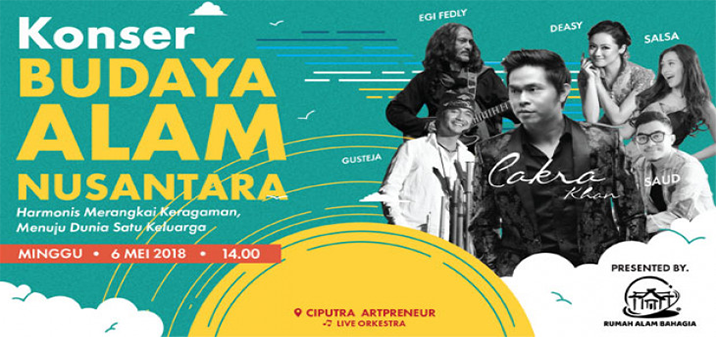 Konser
BUDAYA
ALAM
NUSANTARA
Harmonis Merangkai Keragaman,
Menuju Dunia Satu Keluarga
MINGGU • 6 MEI 2018 • 14.00
EGI FEDLY
DEASY
SALSA
GUSTEJA
Cakra
Khan
SAUD
CIPUTRA ARTPRENEUR
LIVE ORKESTRA
PRESENTED BY.
RUMAH ALAM BAHAGIA